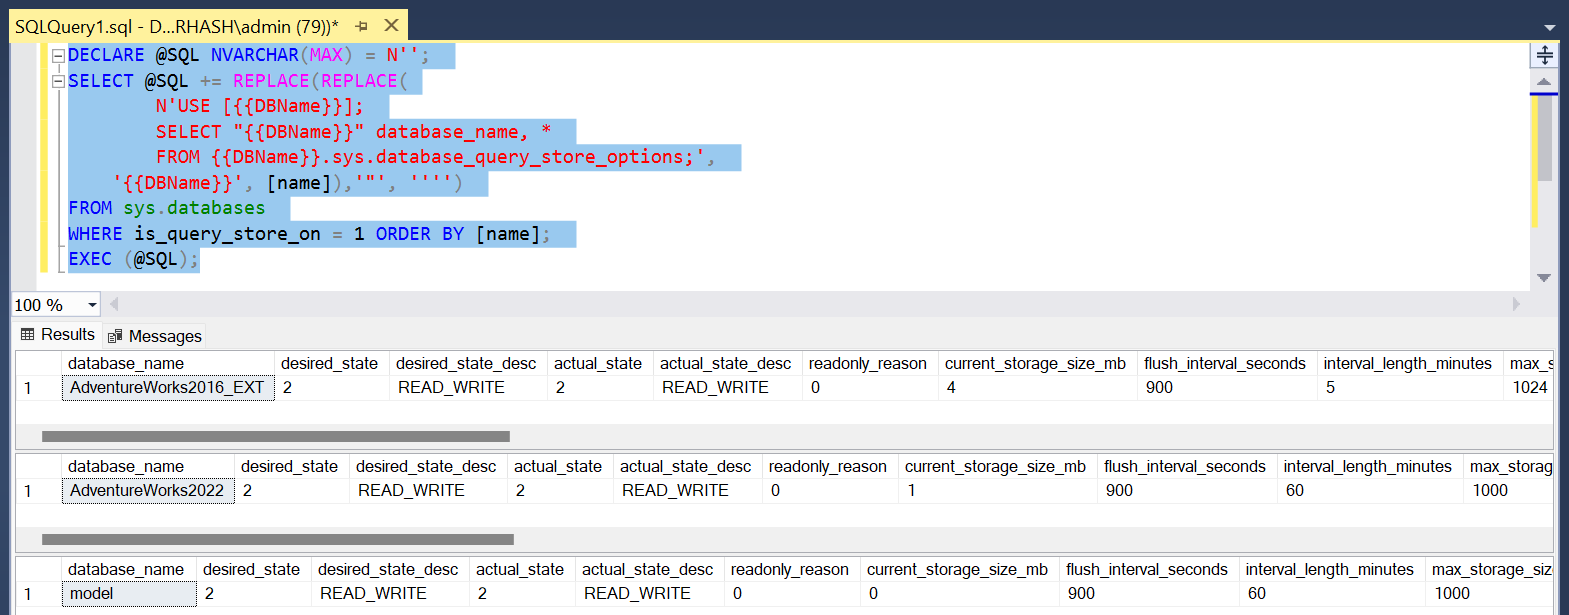 SQLQuery1.sql - D...RHASH\admin (79))*
DECLARE @SQL NVARCHAR(MAX) = N'';
SELECT @SQL += REPLACE(REPLACE(
N'USE [{{DBName}}];
SELECT "{{DBName}}" database_name, *
FROM {{DBName}}.sys.database_query_store_options;',
'{{DBName}}', [name]),'"', '''')
FROM sys.databases
WHERE is_query_store_on = 1 ORDER BY [name];
EXEC (@SQL);
100 %
Results Messages
database_name desired_state desired_state_desc actual_state actual_state_desc readonly_reason current_storage_size_mb flush_interval_seconds interval_length_minutes max_s
1 AdventureWorks2016_EXT 2 READ_WRITE 2 READ_WRITE 0 4 900 5 1024
database_name desired_state desired_state_desc actual_state actual_state_desc readonly_reason current_storage_size_mb flush_interval_seconds interval_length_minutes max_storag
1 AdventureWorks2022 2 READ_WRITE 2 READ_WRITE 0 1 900 60 1000
database_name desired_state desired_state_desc actual_state actual_state_desc readonly_reason current_storage_size_mb flush_interval_seconds interval_length_minutes max_storage_siz
1 model 2 READ_WRITE 2 READ_WRITE 0 0 900 60 1000